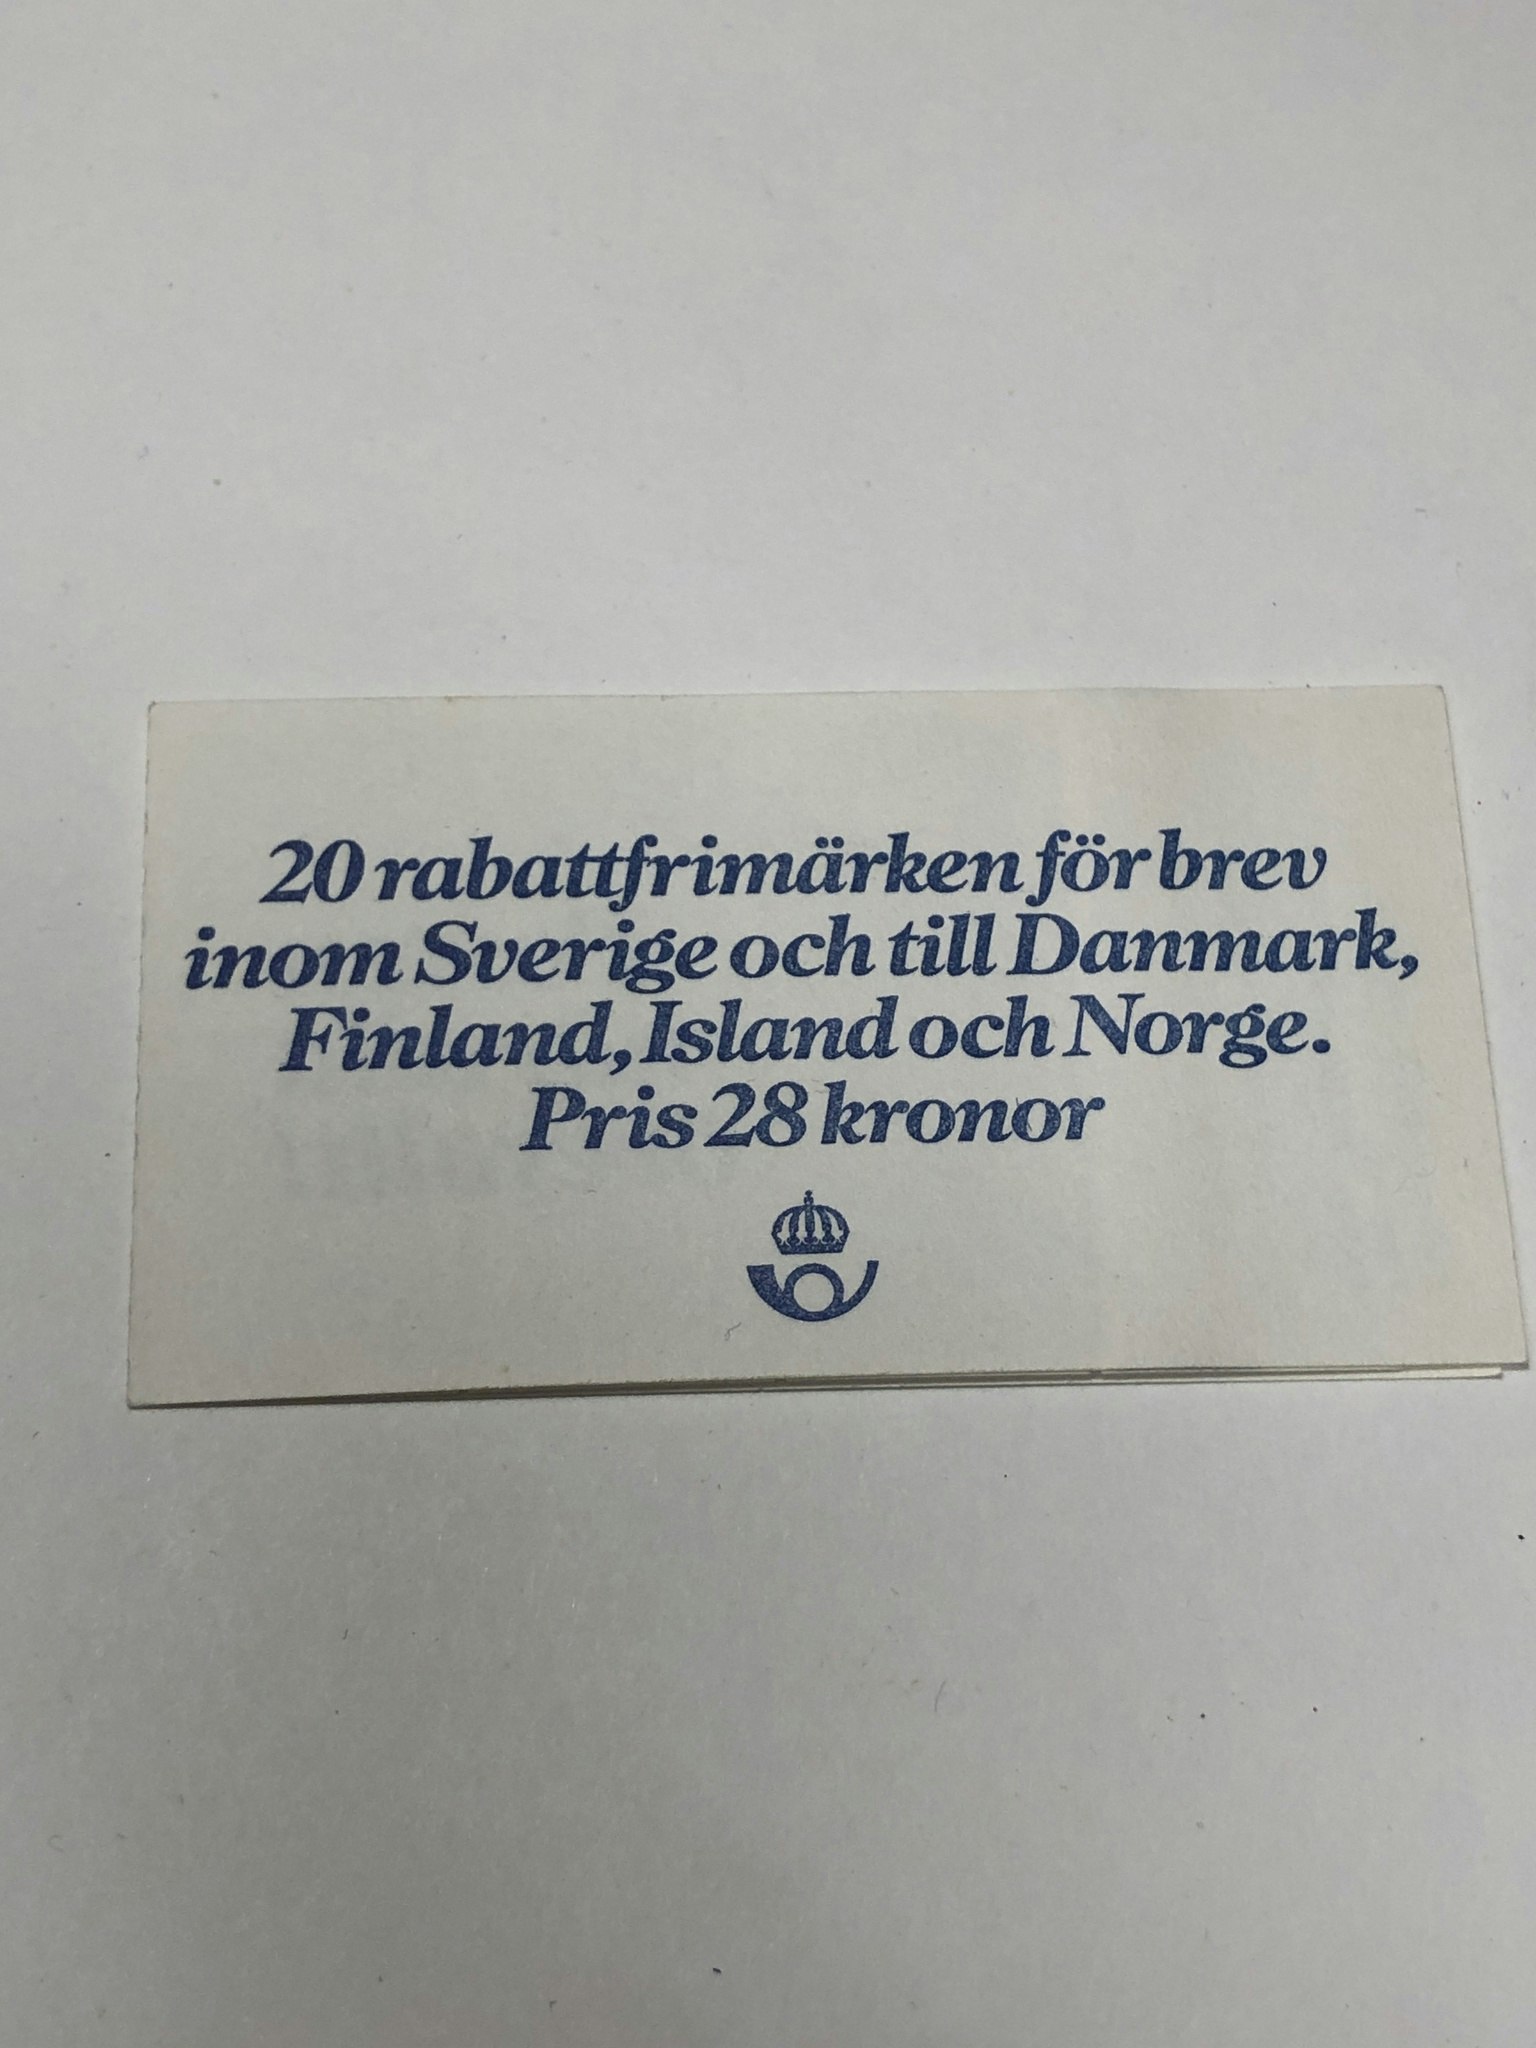 20 rabattfrimärken för brev
inom Sverige och till Danmark,
Finland, Island och Norge.
Pris 28 kronor